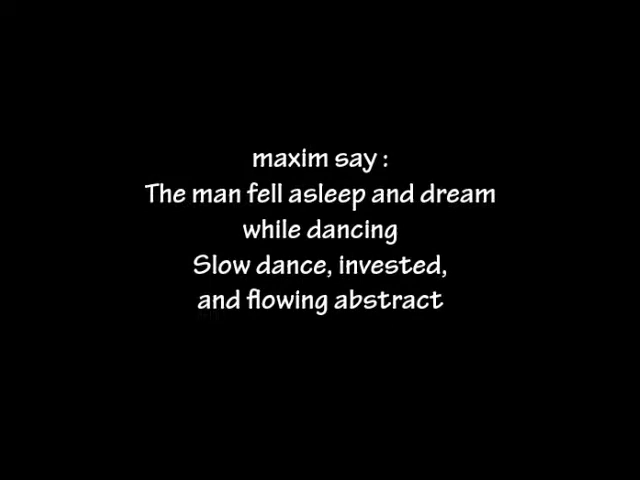 maxim say :
The man fell asleep and dream
while dancing
Slow dance, invested,
and flowing abstract